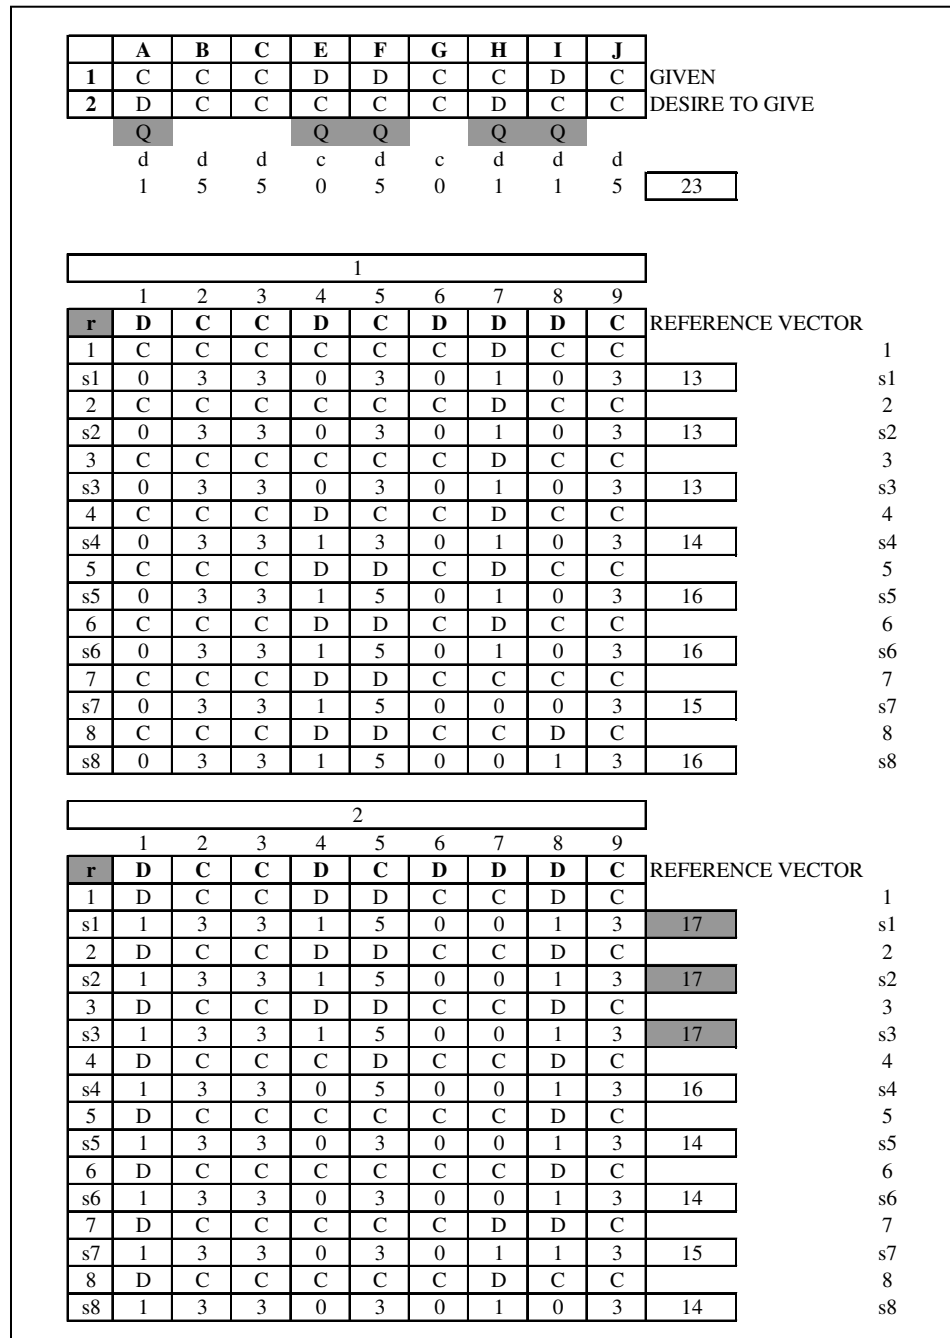 A B C E F G H I J
1 C C C D D C C D C GIVEN
2 D C C C C C D C C DESIRE TO GIVE
Q Q Q Q Q
d d d c d c d d d
1 5 5 0 5 0 1 1 5 23
1
1 2 3 4 5 6 7 8 9
r D C C D C D D D C REFERENCE VECTOR
1 C C C C C C D C C 1
s1 0 3 3 0 3 0 1 0 3 13 s1
2 C C C C C C D C C 2
s2 0 3 3 0 3 0 1 0 3 13 s2
3 C C C C C C D C C 3
s3 0 3 3 0 3 0 1 0 3 13 s3
4 C C C D C C D C C 4
s4 0 3 3 1 3 0 1 0 3 14 s4
5 C C C D D C D C C 5
s5 0 3 3 1 5 0 1 0 3 16 s5
6 C C C D D C D C C 6
s6 0 3 3 1 5 0 1 0 3 16 s6
7 C C C D D C C C C 7
s7 0 3 3 1 5 0 0 0 3 15 s7
8 C C C D D C C D C 8
s8 0 3 3 1 5 0 0 1 3 16 s8
2
1 2 3 4 5 6 7 8 9
r D C C D C D D D C REFERENCE VECTOR
1 D C C D D C C D C 1
s1 1 3 3 1 5 0 0 1 3 17 s1
2 D C C D D C C D C 2
s2 1 3 3 1 5 0 0 1 3 17 s2
3 D C C D D C C D C 3
s3 1 3 3 1 5 0 0 1 3 17 s3
4 D C C C D C C D C 4
s4 1 3 3 0 5 0 0 1 3 16 s4
5 D C C C C C C D C 5
s5 1 3 3 0 3 0 0 1 3 14 s5
6 D C C C C C C D C 6
s6 1 3 3 0 3 0 0 1 3 14 s6
7 D C C C C C D D C 7
s7 1 3 3 0 3 0 1 1 3 15 s7
8 D C C C C C D C C 8
s8 1 3 3 0 3 0 1 0 3 14 s8